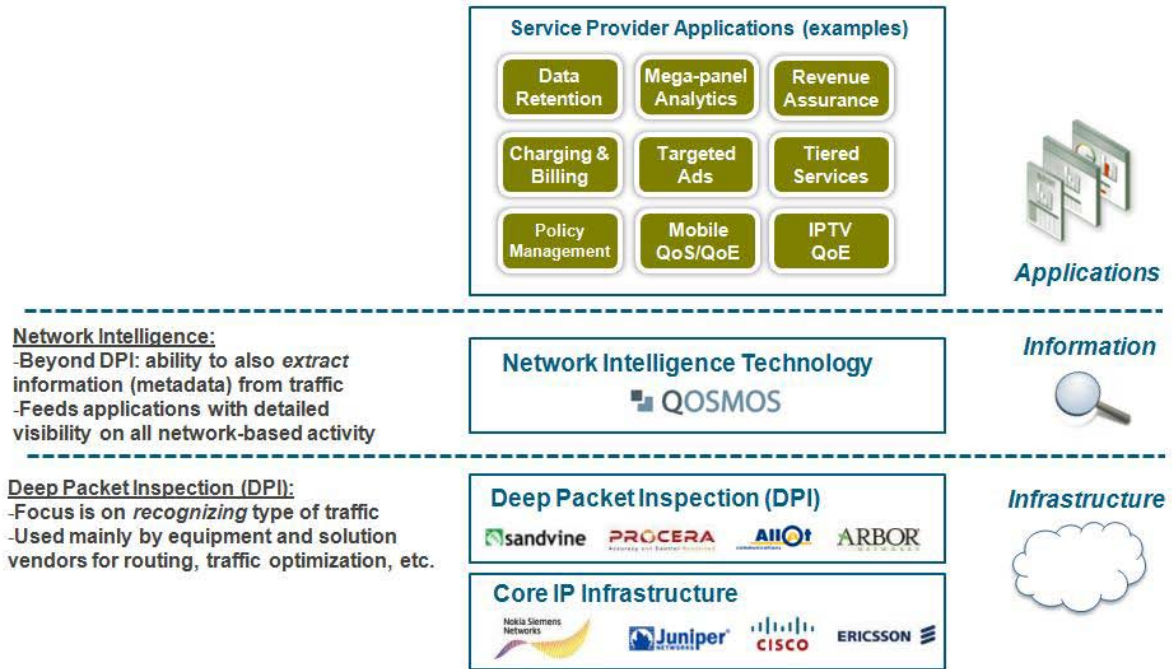 Service Provider Applications (examples)
Data
Retention
Mega-panel
Analytics
Revenue
Assurance
Charging &
Billing
Targeted
Ads
Tiered
Services
Policy
Management
Mobile
QoS/QoE
IPTV
QoE
Applications
Network Intelligence:
-Beyond DPI: ability to also extract
information (metadata) from traffic
-Feeds applications with detailed
visibility on all network-based activity
Network Intelligence Technology
QOSMOS
Information
Deep Packet Inspection (DPI):
-Focus is on recognizing type of traffic
-Used mainly by equipment and solution
vendors for routing, traffic optimization, etc.
Deep Packet Inspection (DPI)
sandvine
PROCERA
Allot
communications
ARBOR
NETWORKS
Infrastructure
Core IP Infrastructure
Nokia Siemens
Networks
Juniper
NETWORKS
CISCO
ERICSSON